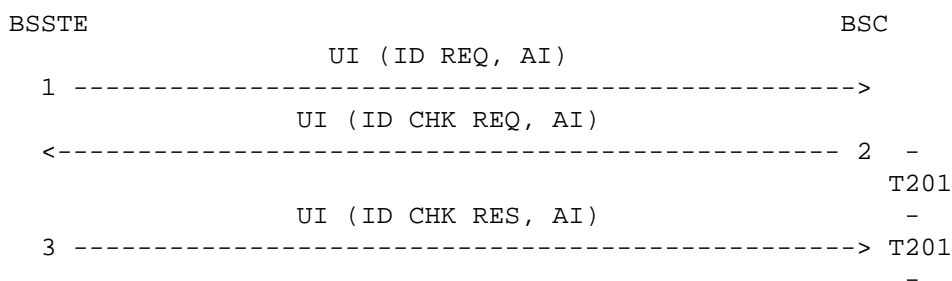 BSSTE BSC
UI (ID REQ, AI)
1 ------------------------------------------------->
UI (ID CHK REQ, AI)
<------------------------------------------------- 2 -
T201
UI (ID CHK RES, AI) -
3 -------------------------------------------------> T201
-